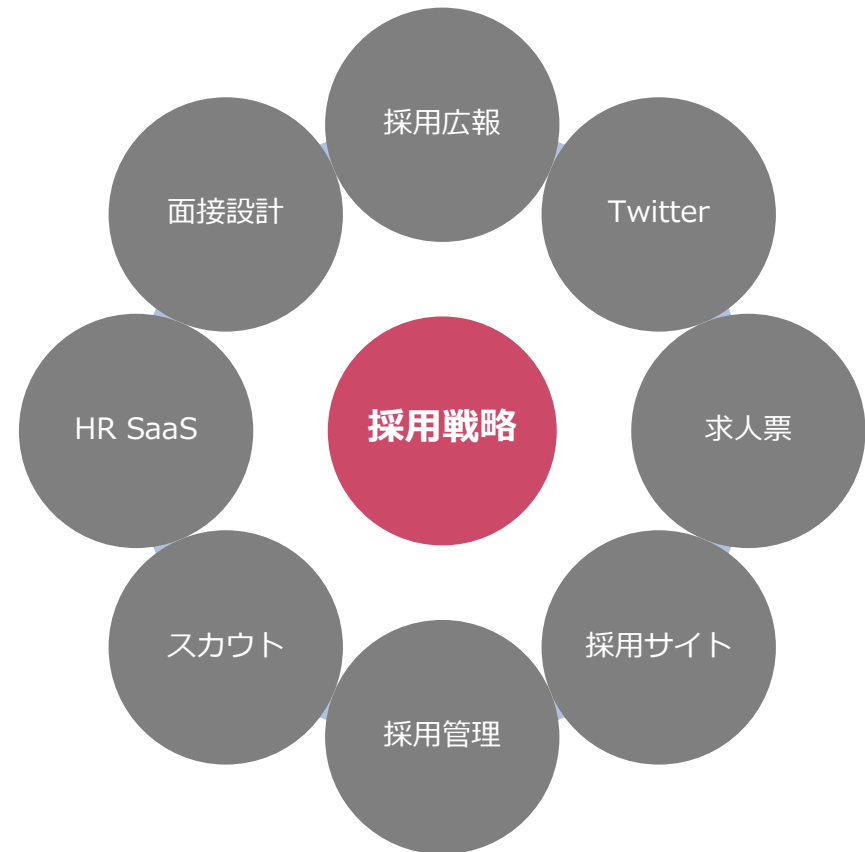 採用広報
面接設計
Twitter
HR SaaS
採用戦略
求人票
スカウト
採用サイト
採用管理